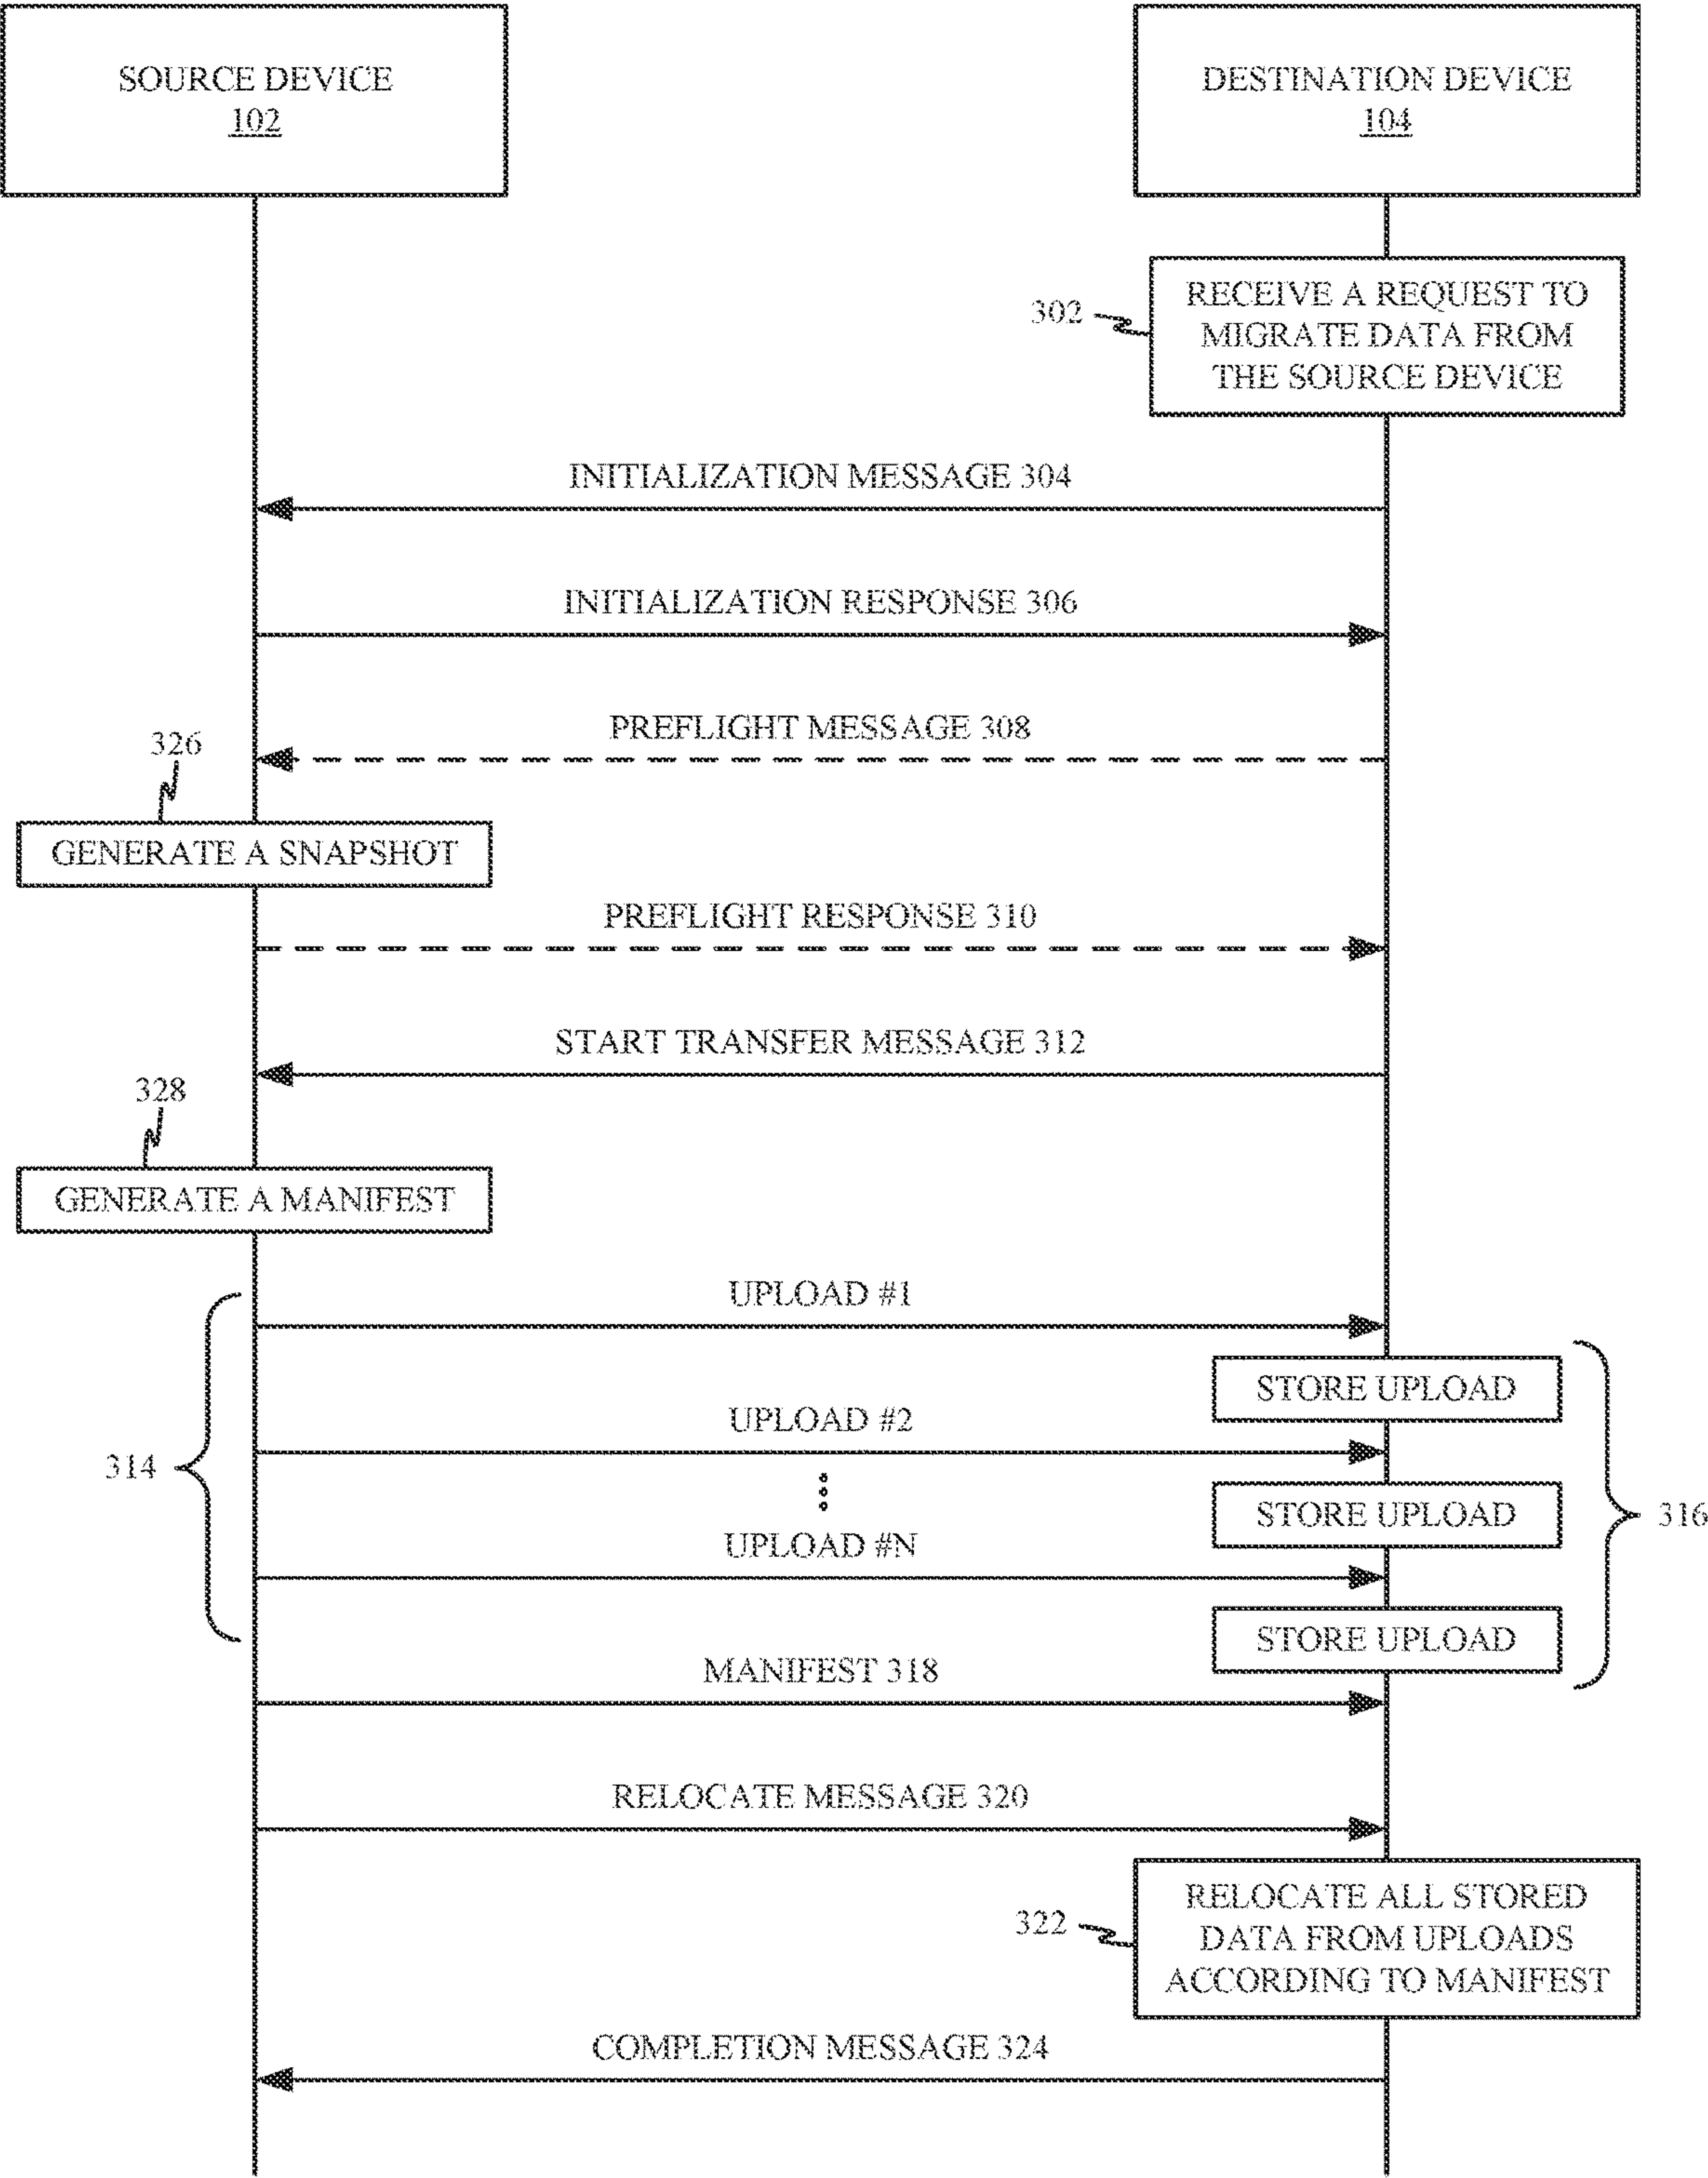 SOURCE DEVICE
102
DESTINATION DEVICE
104
302
RECEIVE A REQUEST TO
MIGRATE DATA FROM
THE SOURCE DEVICE
INITIALIZATION MESSAGE 304
INITIALIZATION RESPONSE 306
PREFLIGHT MESSAGE 308
326
GENERATE A SNAPSHOT
PREFLIGHT RESPONSE 310
START TRANSFER MESSAGE 312
328
GENERATE A MANIFEST
UPLOAD #1
STORE UPLOAD
UPLOAD #2
314
STORE UPLOAD
316
UPLOAD #N
STORE UPLOAD
MANIFEST 318
RELOCATE MESSAGE 320
322
RELOCATE ALL STORED
DATA FROM UPLOADS
ACCORDING TO MANIFEST
COMPLETION MESSAGE 324